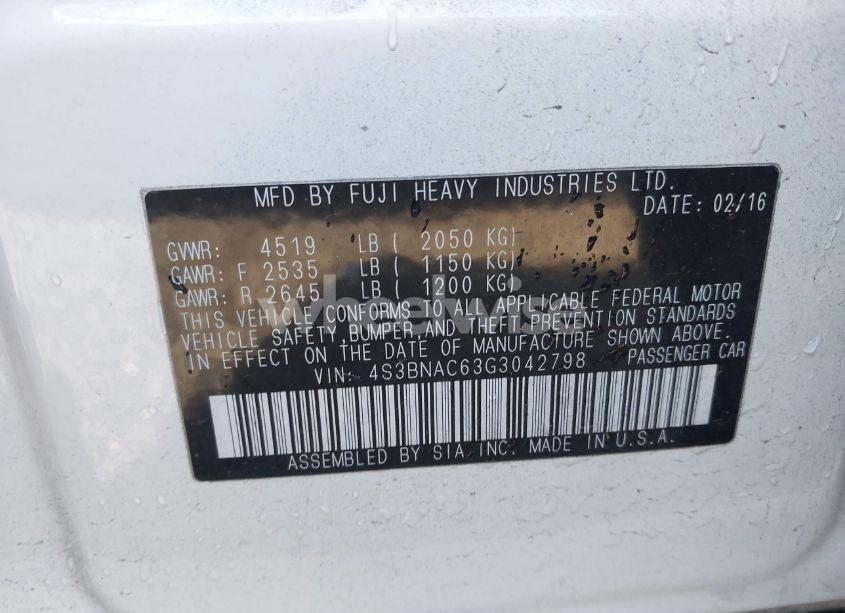 MFD BY FUJI HEAVY INDUSTRIES LTD.
DATE: 02/16
GVWR: 4519 LB ( 2050 KG)
GAWR: F 2535 LB ( 1150 KG)
GAWR: R 2645 LB ( 1200 KG)
THIS VEHICLE CONFORMS TO ALL APPLICABLE FEDERAL MOTOR
VEHICLE SAFETY,BUMPER,AND THEFT PREVENTION STANDARDS
IN EFFECT ON THE DATE OF MANUFACTURE SHOWN ABOVE.
VIN: 4S3BNAC63G3042798 PASSENGER CAR
ASSEMBLED BY SIA INC. MADE IN U.S.A.
wheelwise